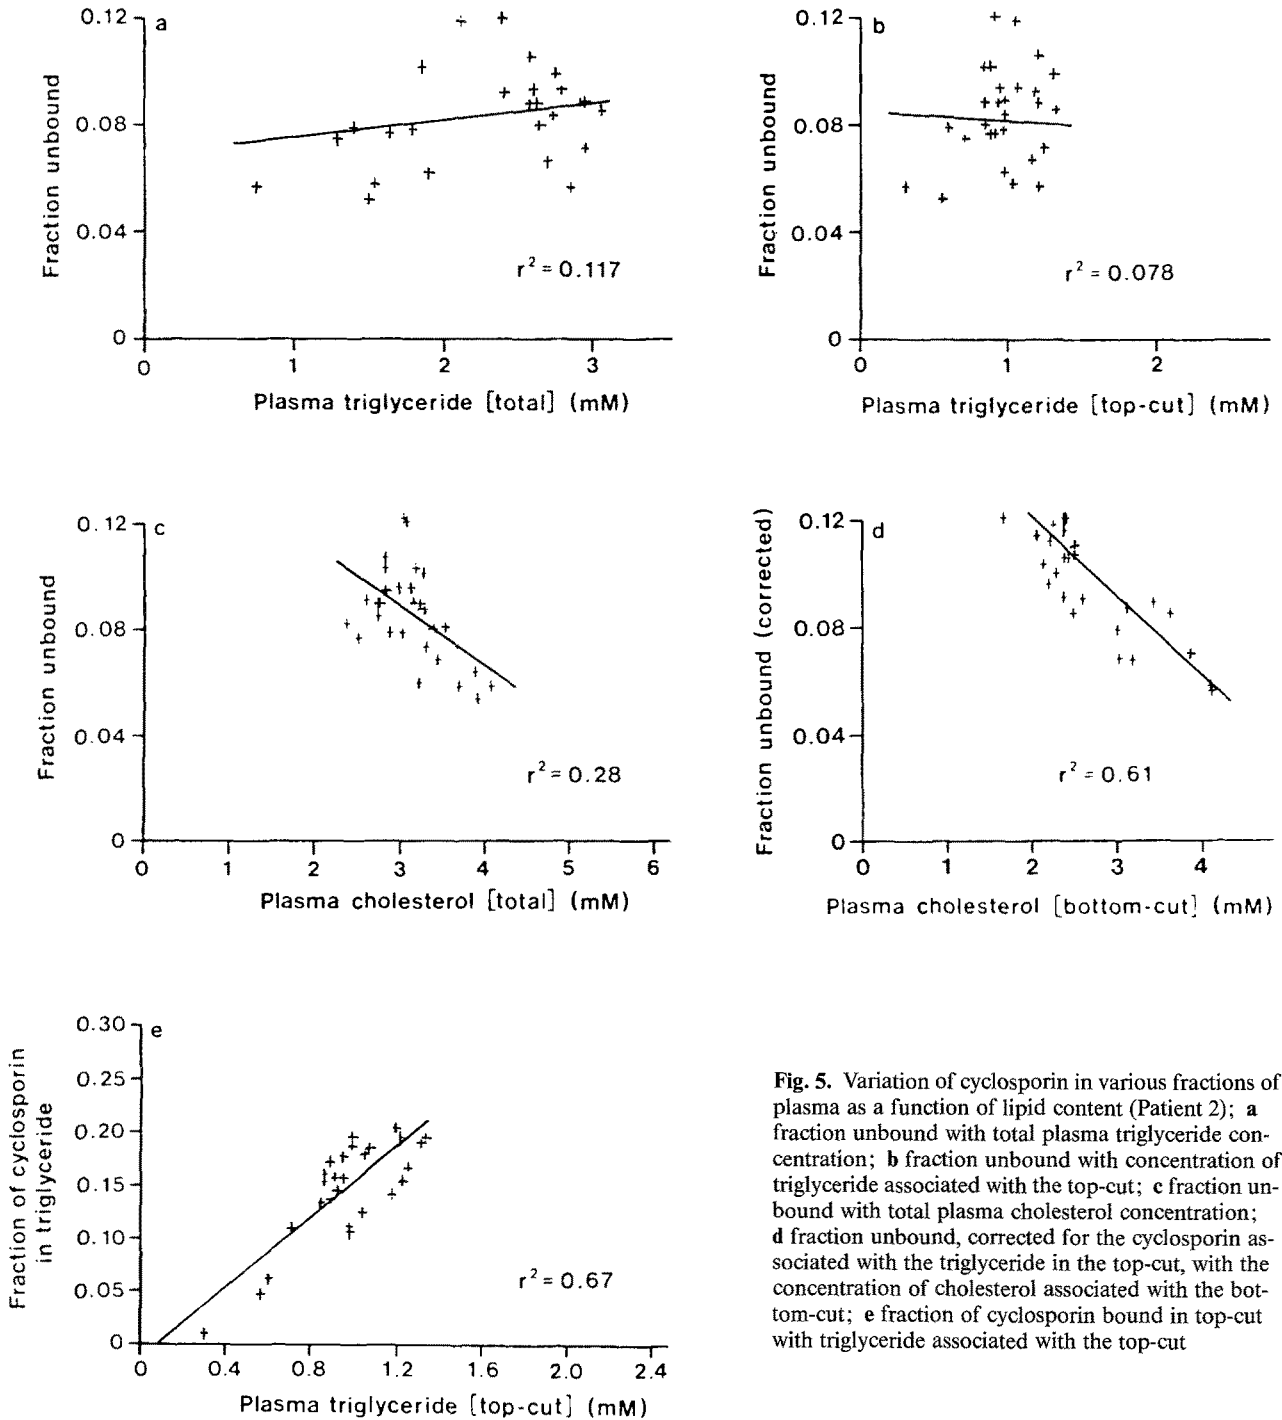 0.12
a
0.08
0.04
0
Fraction unbound
r² = 0.117
0 1 2 3
Plasma triglyceride [total] (mM)
0.12
b
0.08
0.04
0
Fraction unbound
r² = 0.078
0 1 2
Plasma triglyceride [top-cut] (mM)
0.12
c
0.08
0.04
0
Fraction unbound
r² = 0.28
0 1 2 3 4 5 6
Plasma cholesterol [total] (mM)
0.12
d
0.08
0.04
0
Fraction unbound (corrected)
r² = 0.61
0 1 2 3 4
Plasma cholesterol [bottom-cut] (mM)
0.30
e
0.25
0.20
0.15
0.10
0.05
0
Fraction of cyclosporin
in triglyceride
r² = 0.67
0 0.4 0.8 1.2 1.6 2.0 2.4
Plasma triglyceride [top-cut] (mM)
Fig. 5. Variation of cyclosporin in various fractions of
plasma as a function of lipid content (Patient 2); a
fraction unbound with total plasma triglyceride con-
centration; b fraction unbound with concentration of
triglyceride associated with the top-cut; c fraction un-
bound with total plasma cholesterol concentration;
d fraction unbound, corrected for the cyclosporin as-
sociated with the triglyceride in the top-cut, with the
concentration of cholesterol associated with the bot-
tom-cut; e fraction of cyclosporin bound in top-cut
with triglyceride associated with the top-cut